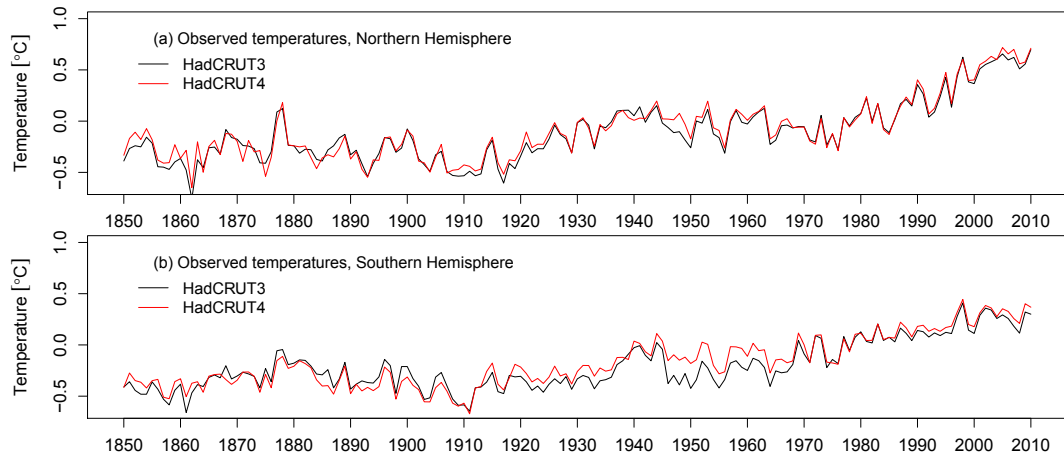 1.0
(a) Observed temperatures, Northern Hemisphere
HadCRUT3
HadCRUT4
0.5
0.0
−0.5
Temperature [°C]
1850 1860 1870 1880 1890 1900 1910 1920 1930 1940 1950 1960 1970 1980 1990 2000 2010
1.0
(b) Observed temperatures, Southern Hemisphere
HadCRUT3
HadCRUT4
0.5
0.0
−0.5
Temperature [°C]
1850 1860 1870 1880 1890 1900 1910 1920 1930 1940 1950 1960 1970 1980 1990 2000 2010